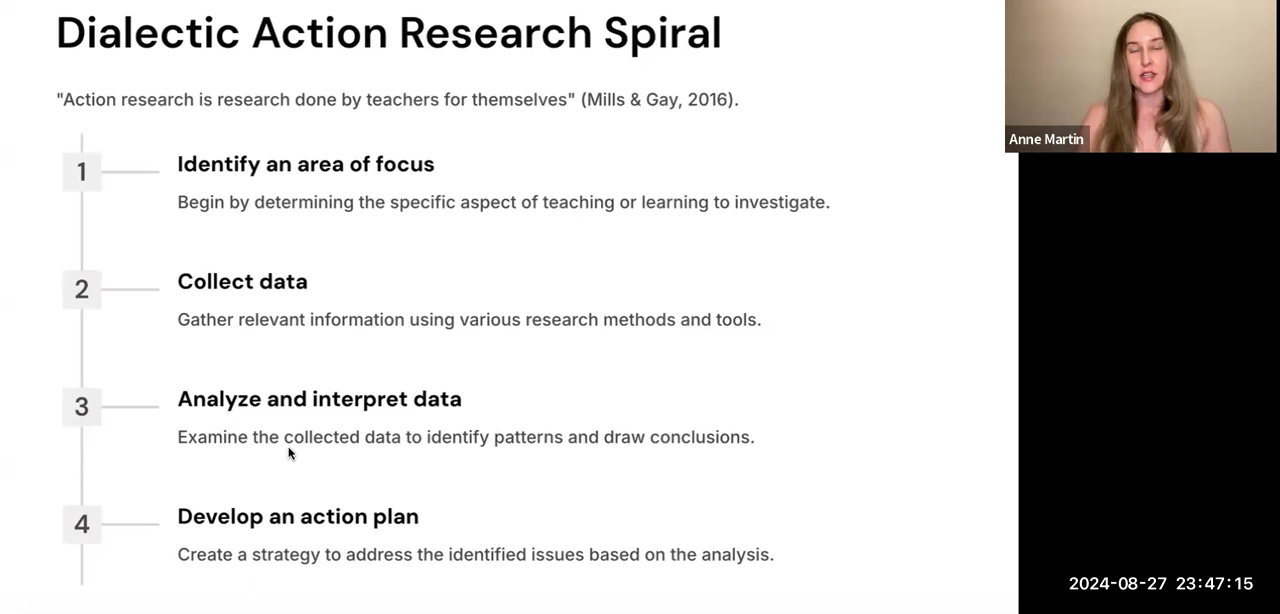 Dialectic Action Research Spiral
"Action research is research done by teachers for themselves" (Mills & Gay, 2016).
1
Identify an area of focus
Begin by determining the specific aspect of teaching or learning to investigate.
2
Collect data
Gather relevant information using various research methods and tools.
3
Analyze and interpret data
Examine the collected data to identify patterns and draw conclusions.
4
Develop an action plan
Create a strategy to address the identified issues based on the analysis.
Anne Martin
2024-08-27 23:47:15